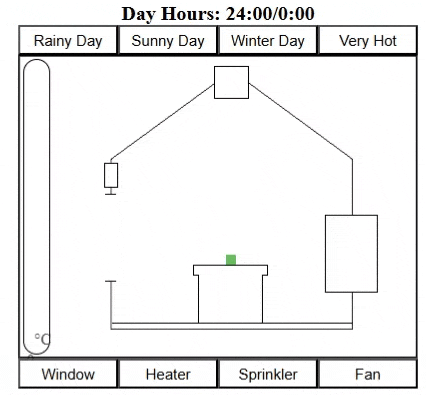 Day Hours: 24:00/0:00
Rainy Day Sunny Day Winter Day Very Hot
°C
Window Heater Sprinkler Fan